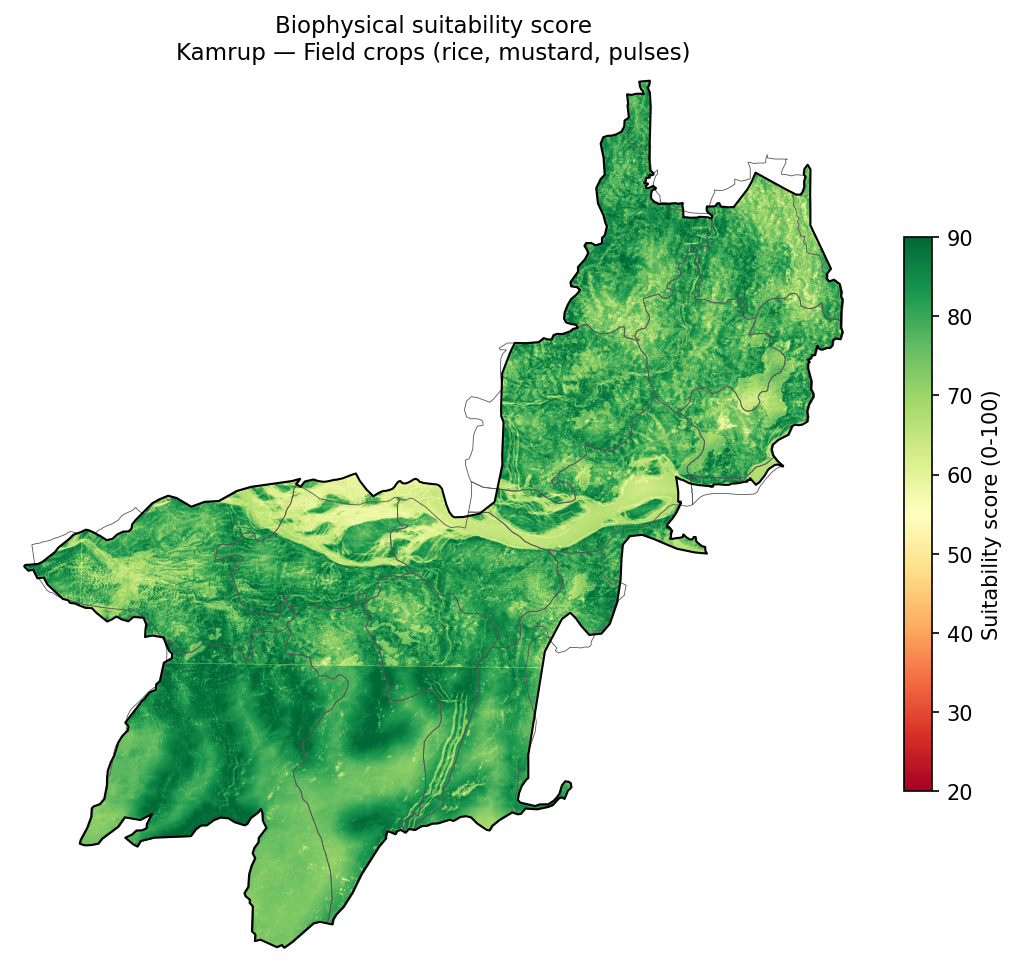 Biophysical suitability score
Kamrup — Field crops (rice, mustard, pulses)
90
80
70
60
50
40
30
20
Suitability score (0-100)